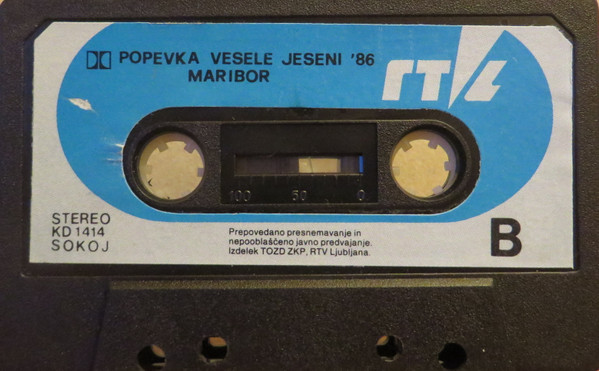 POPEVKA VESELE JESENI '86
MARIBOR
RTVL
100 50 0
STEREO
KD 1414
SOKOJ
Prepovedano presnemavanje in
nepooblaščeno javno predvajanje.
Izdelek TOZD ZKP, RTV Ljubljana.
B